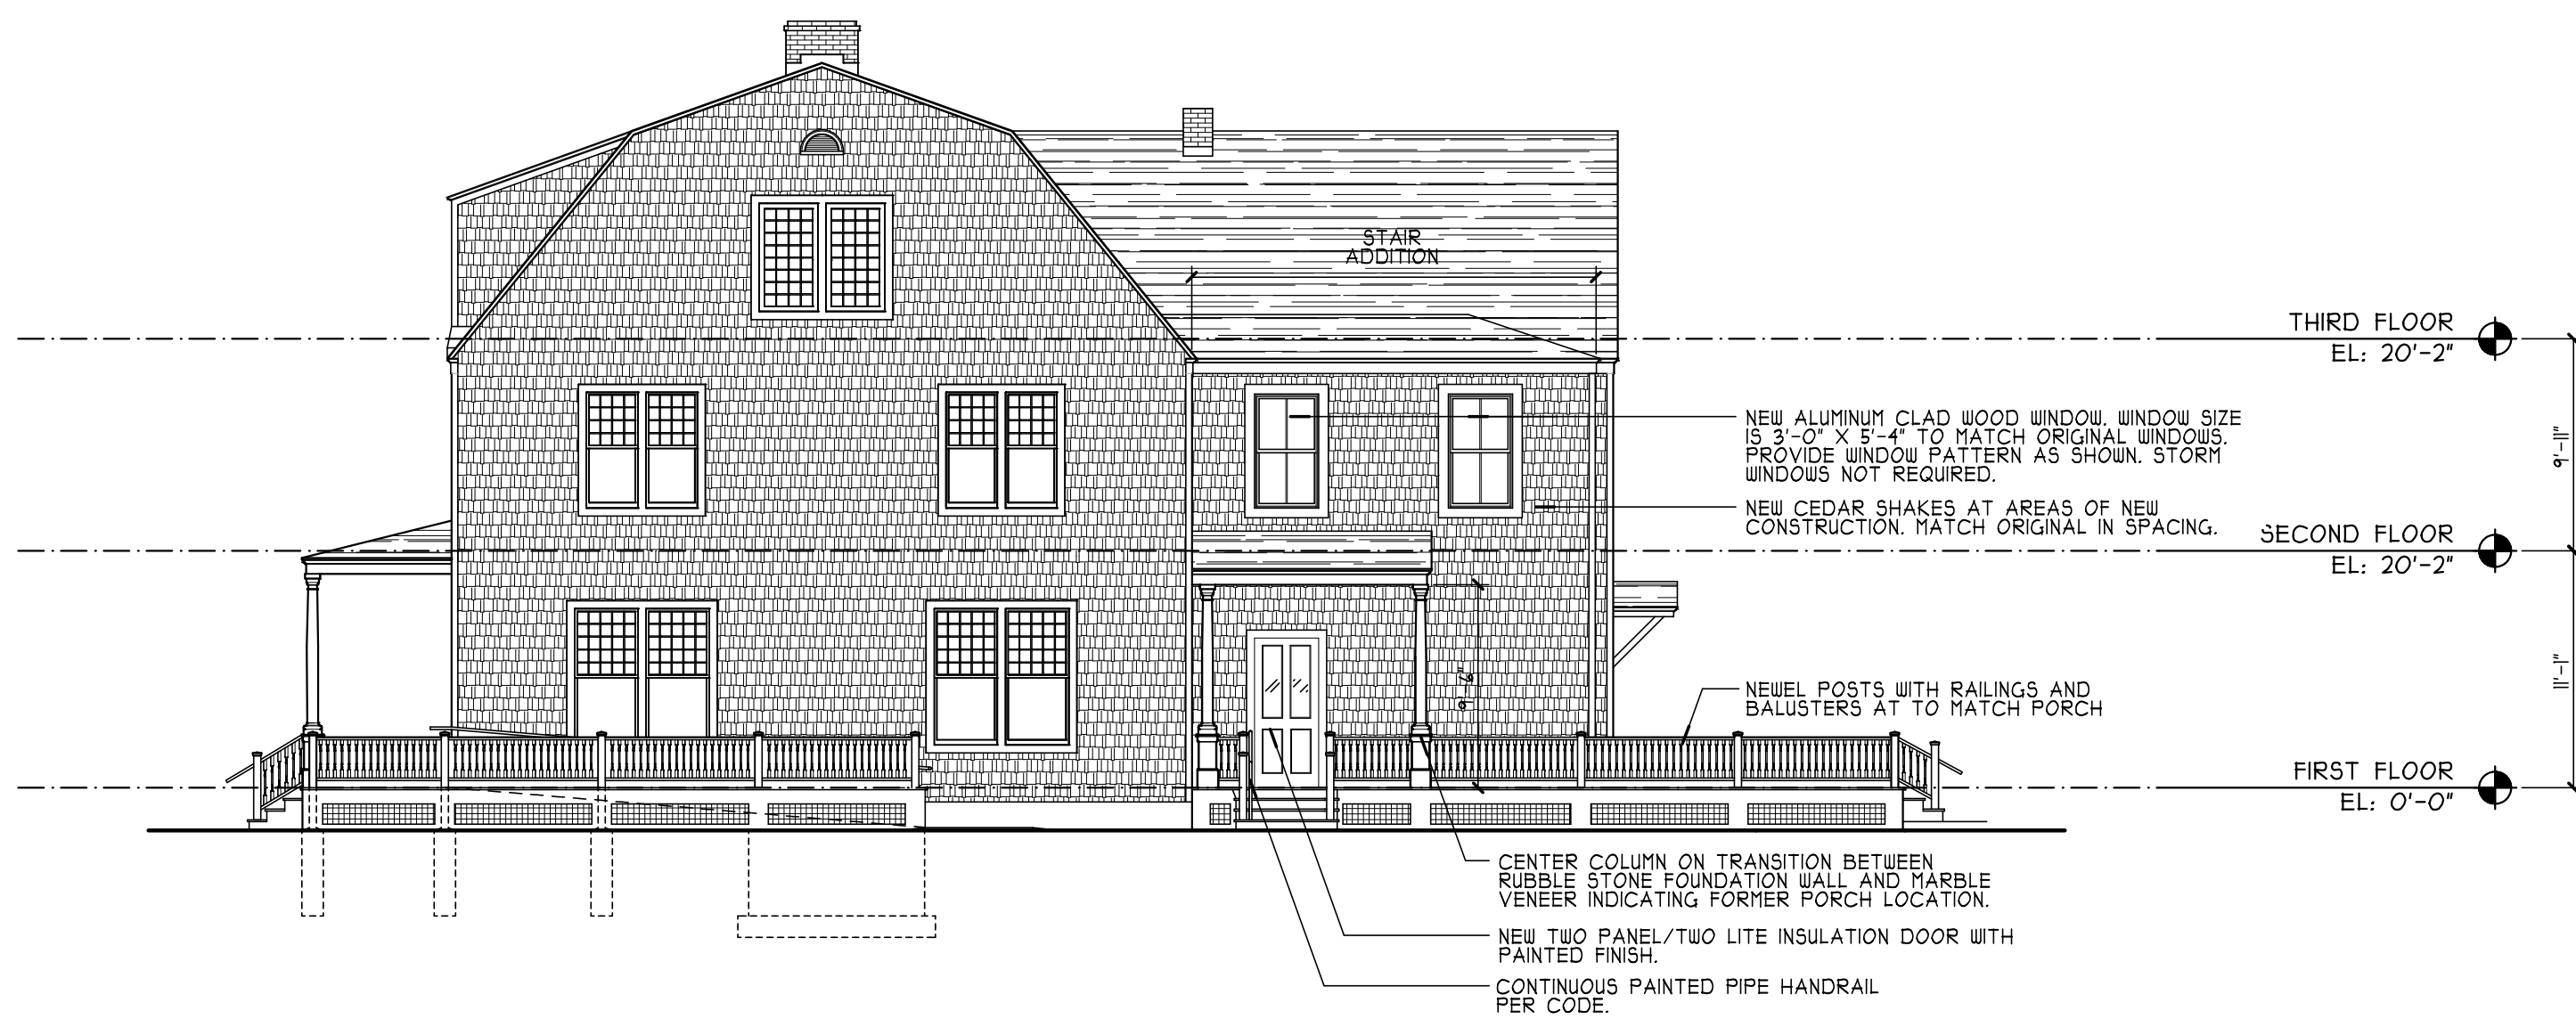 STAIR
ADDITION
THIRD FLOOR
EL: 20'-2"
NEW ALUMINUM CLAD WOOD WINDOW. WINDOW SIZE
IS 3'-0" X 5'-4" TO MATCH ORIGINAL WINDOWS.
PROVIDE WINDOW PATTERN AS SHOWN. STORM
WINDOWS NOT REQUIRED.
9'-11"
NEW CEDAR SHAKES AT AREAS OF NEW
CONSTRUCTION. MATCH ORIGINAL IN SPACING.
SECOND FLOOR
EL: 20'-2"
9'-6"
11'-1"
NEWEL POSTS WITH RAILINGS AND
BALUSTERS AT TO MATCH PORCH
FIRST FLOOR
EL: 0'-0"
CENTER COLUMN ON TRANSITION BETWEEN
RUBBLE STONE FOUNDATION WALL AND MARBLE
VENEER INDICATING FORMER PORCH LOCATION.
NEW TWO PANEL/TWO LITE INSULATION DOOR WITH
PAINTED FINISH.
CONTINUOUS PAINTED PIPE HANDRAIL
PER CODE.